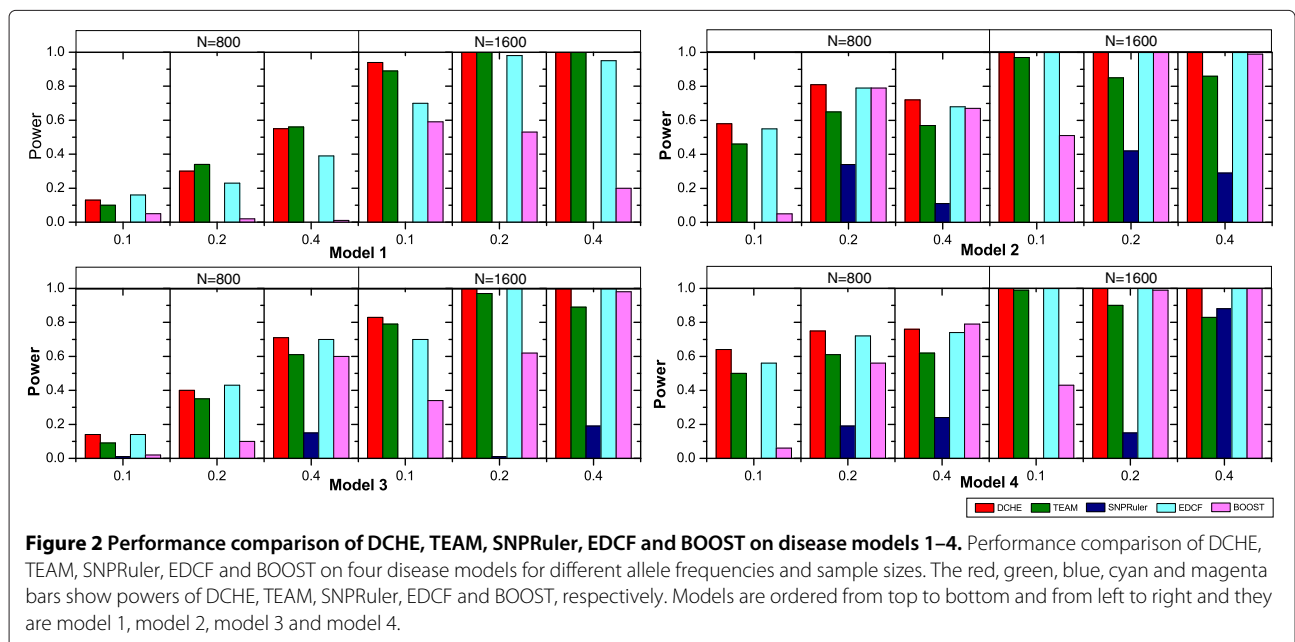 N=800 N=1600
1.0
0.8
0.6
0.4
0.2
0.0
Power
0.1 0.2 0.4 0.1 0.2 0.4
Model 1
N=800 N=1600
1.0
0.8
0.6
0.4
0.2
0.0
Power
0.1 0.2 0.4 0.1 0.2 0.4
Model 2
N=800 N=1600
1.0
0.8
0.6
0.4
0.2
0.0
Power
0.1 0.2 0.4 0.1 0.2 0.4
Model 3
N=800 N=1600
1.0
0.8
0.6
0.4
0.2
0.0
Power
0.1 0.2 0.4 0.1 0.2 0.4
Model 4
DCHE TEAM SNPRuler EDCF BOOST
Figure 2 Performance comparison of DCHE, TEAM, SNPRuler, EDCF and BOOST on disease models 1–4. Performance comparison of DCHE,
TEAM, SNPRuler, EDCF and BOOST on four disease models for different allele frequencies and sample sizes. The red, green, blue, cyan and magenta
bars show powers of DCHE, TEAM, SNPRuler, EDCF and BOOST, respectively. Models are ordered from top to bottom and from left to right and they
are model 1, model 2, model 3 and model 4.